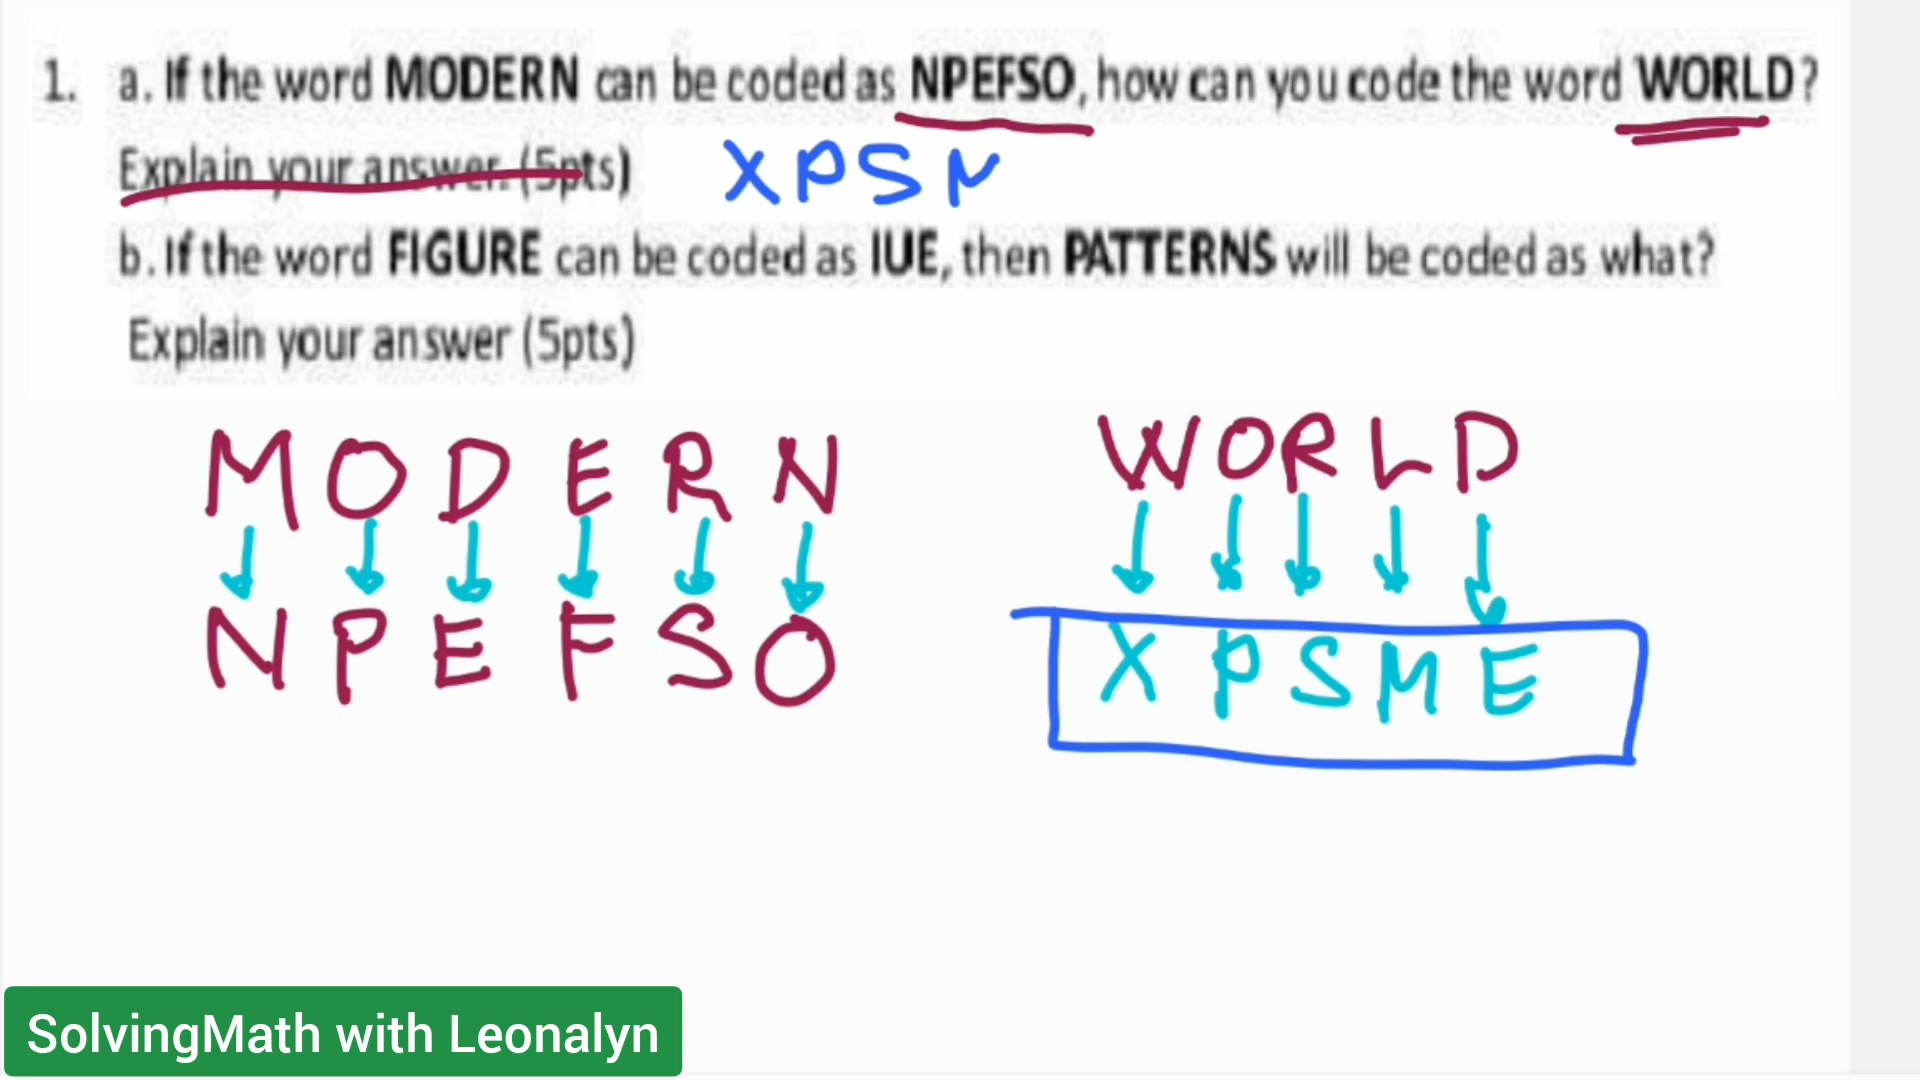 1. a. If the word MODERN can be coded as NPEFSO, how can you code the word WORLD?
Explain your answer. (5pts) XPSM
b. If the word FIGURE can be coded as IUE, then PATTERNS will be coded as what?
Explain your answer (5pts)
MODERN WORLD
NPEFSO XPSME
SolvingMath with Leonalyn